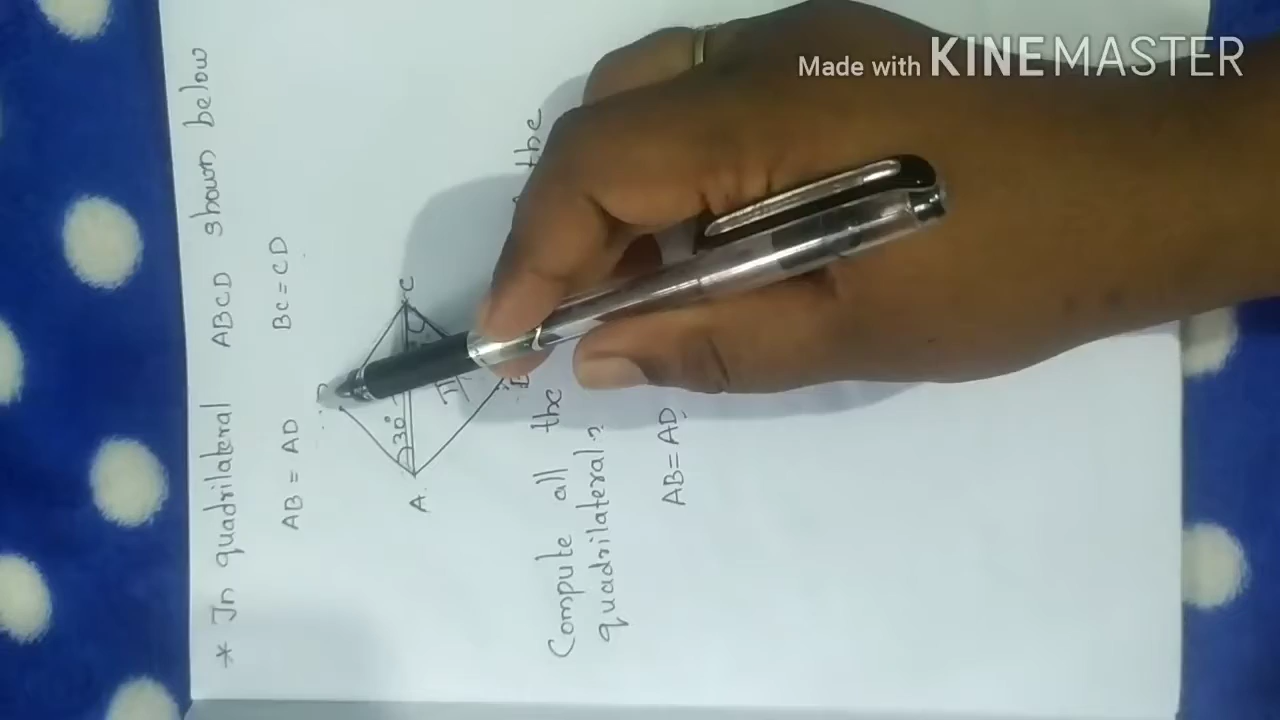 Made with KINEMASTER
* In quadrilateral ABCD shown below
AB = AD BC = CD
C
30°
A
Compute all the the
quadrilateral?
AB = AD